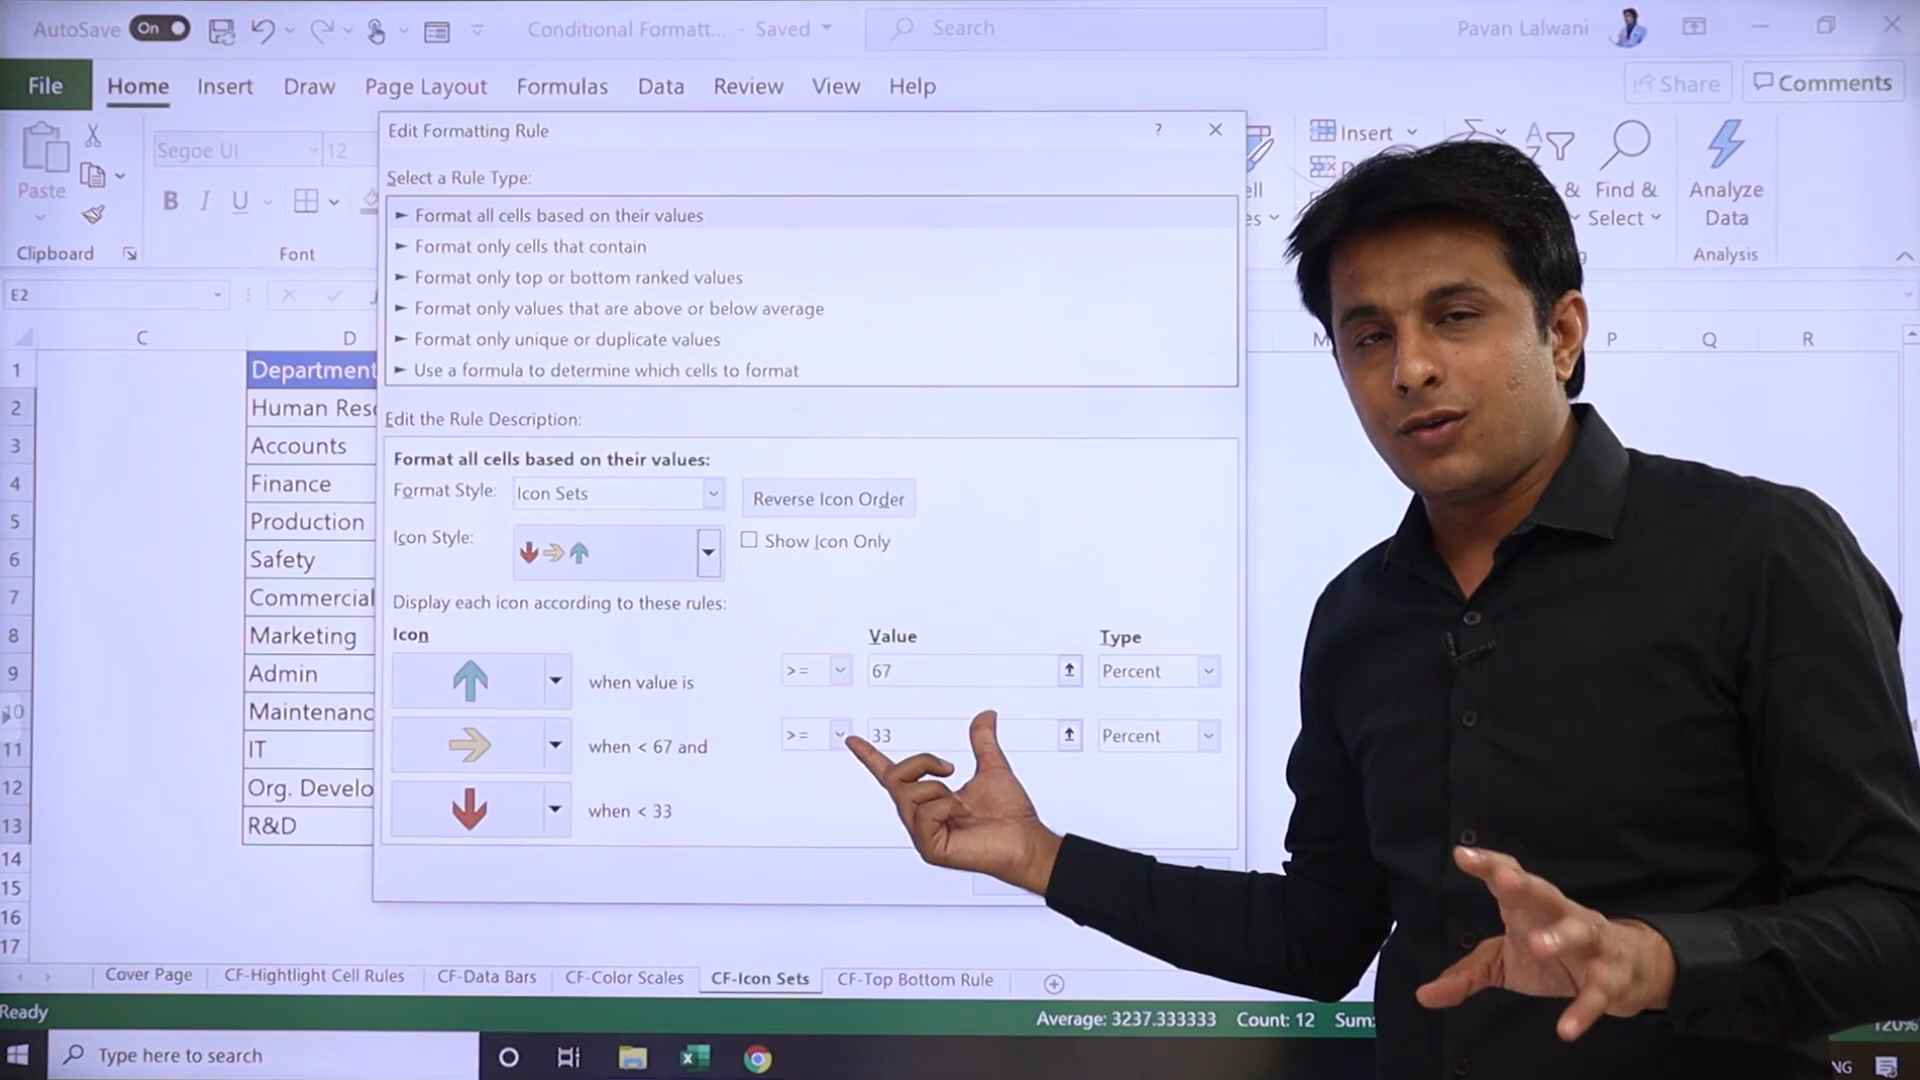 AutoSave On Conditional Formatt... - Saved Search Pavan Lalwani
File Home Insert Draw Page Layout Formulas Data Review View Help Share Comments
Paste Segoe UI 12 Insert Find & Select Analyze Data
B I U
Clipboard Font Analysis
E2
C D P Q R
Edit Formatting Rule ? ×
Select a Rule Type:
► Format all cells based on their values
► Format only cells that contain
► Format only top or bottom ranked values
► Format only values that are above or below average
► Format only unique or duplicate values
► Use a formula to determine which cells to format
Edit the Rule Description:
Format all cells based on their values:
Format Style: Icon Sets Reverse Icon Order
Icon Style: Show Icon Only
Display each icon according to these rules:
Icon Value Type
when value is >= 67 Percent
when < 67 and >= 33 Percent
when < 33
1 Department
2 Human Res
3 Accounts
4 Finance
5 Production
6 Safety
7 Commercial
8 Marketing
9 Admin
10 Maintenanc
11 IT
12 Org. Develo
13 R&D
14
15
16
17
Cover Page CF-Hightlight Cell Rules CF-Data Bars CF-Color Scales CF-Icon Sets CF-Top Bottom Rule
Ready Average: 3237.333333 Count: 12 Sum: 120%
Type here to search NG